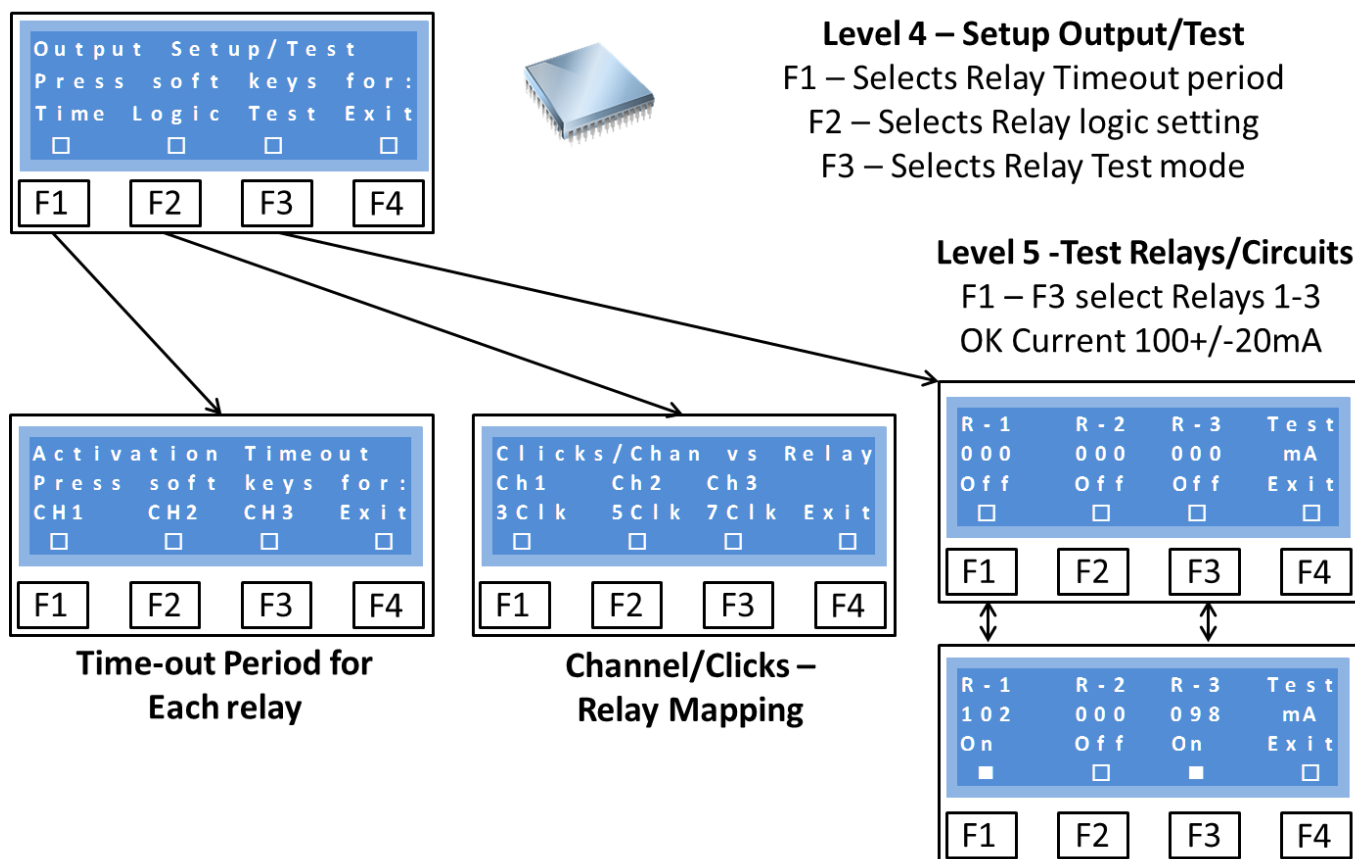 Output Setup/Test
Press soft keys for:
Time Logic Test Exit
F1 F2 F3 F4
Level 4 – Setup Output/Test
F1 – Selects Relay Timeout period
F2 – Selects Relay logic setting
F3 – Selects Relay Test mode
Level 5 -Test Relays/Circuits
F1 – F3 select Relays 1-3
OK Current 100+/-20mA
Activation Timeout
Press soft keys for:
CH1 CH2 CH3 Exit
F1 F2 F3 F4
Time-out Period for
Each relay
Clicks/Chan vs Relay
Ch1 Ch2 Ch3
3Clk 5Clk 7Clk Exit
F1 F2 F3 F4
Channel/Clicks –
Relay Mapping
R-1 R-2 R-3 Test
000 000 000 mA
Off Off Off Exit
F1 F2 F3 F4
R-1 R-2 R-3 Test
102 000 098 mA
On Off On Exit
F1 F2 F3 F4